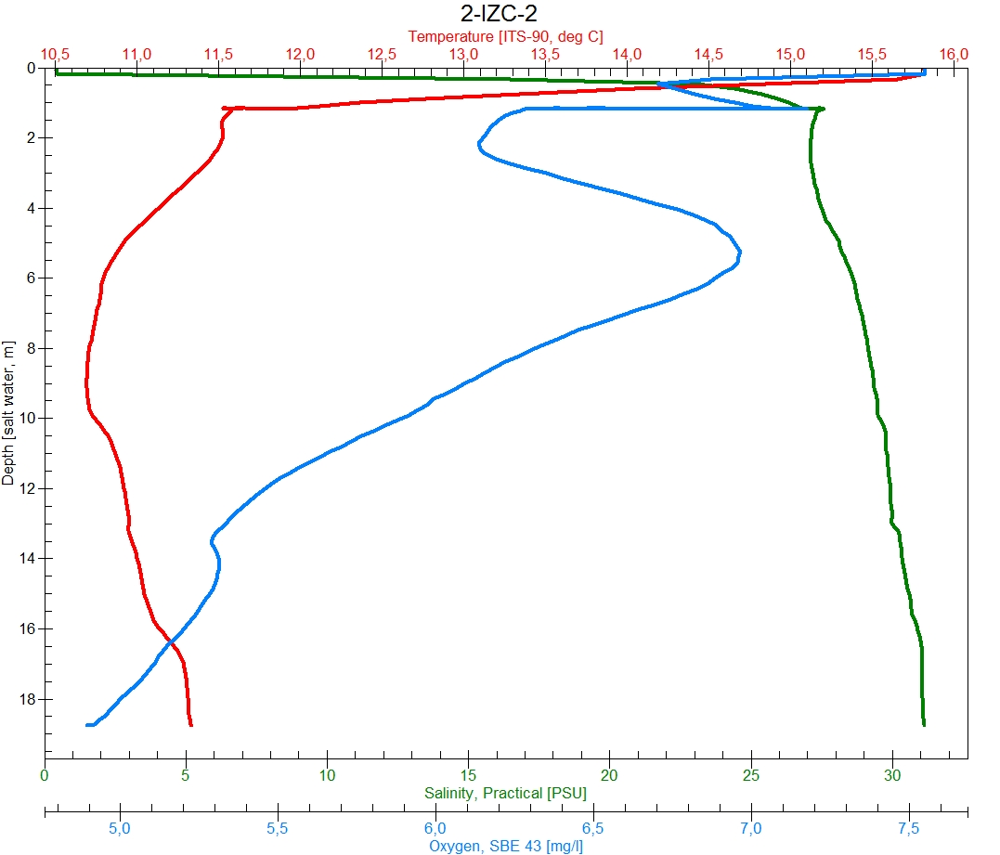 2-IZC-2
Temperature [ITS-90, deg C]
10,5 11,0 11,5 12,0 12,5 13,0 13,5 14,0 14,5 15,0 15,5 16,0
0
2
4
6
8
10
12
14
16
18
Depth [salt water, m]
0 5 10 15 20 25 30
Salinity, Practical [PSU]
5,0 5,5 6,0 6,5 7,0 7,5
Oxygen, SBE 43 [mg/l]